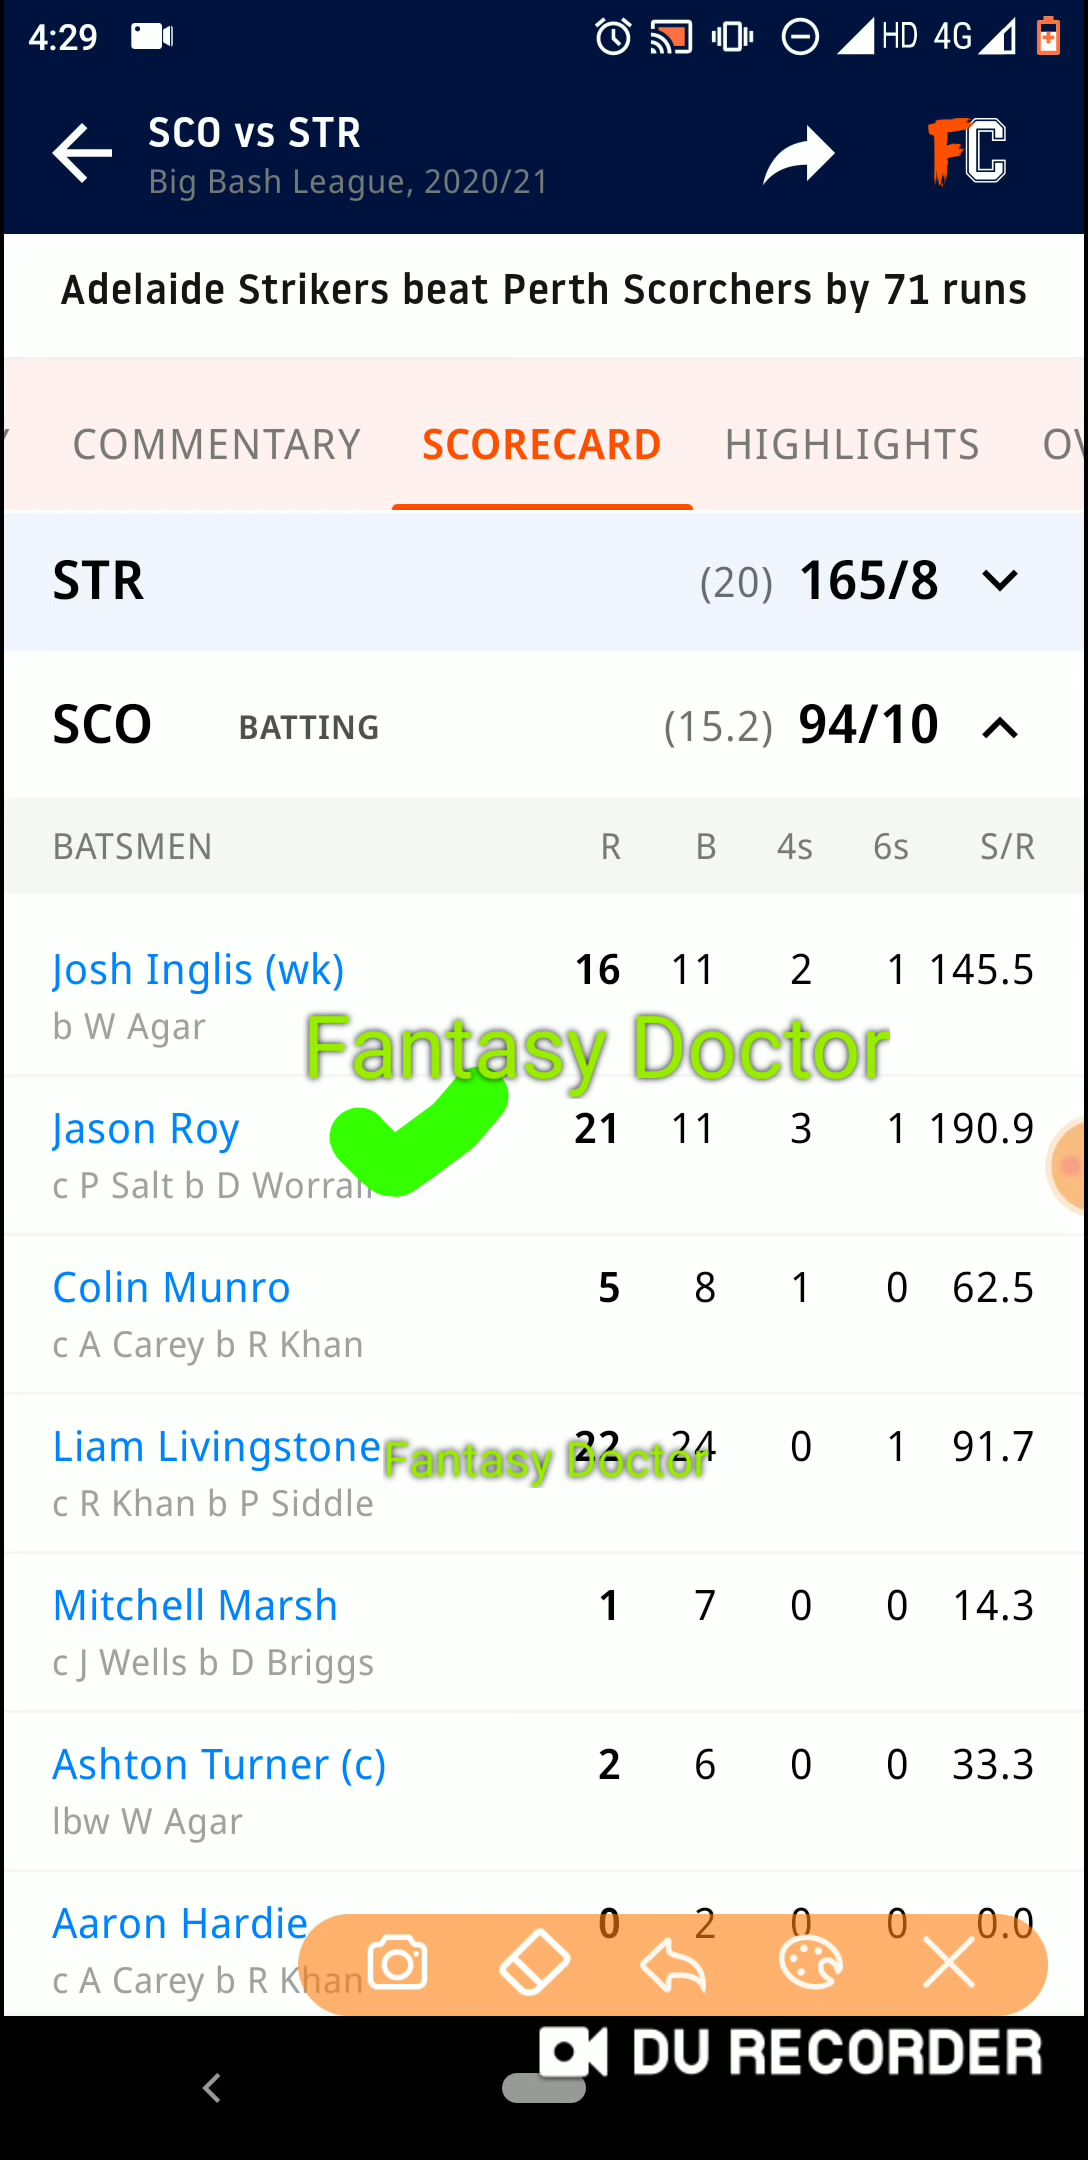 4:29 HD 4G
SCO vs STR
Big Bash League, 2020/21
FC
Adelaide Strikers beat Perth Scorchers by 71 runs
COMMENTARY SCORECARD HIGHLIGHTS
STR (20) 165/8
SCO BATTING (15.2) 94/10
BATSMEN R B 4s 6s S/R
Josh Inglis (wk) 16 11 2 1 145.5
b W Agar
Fantasy Doctor
Jason Roy 21 11 3 1 190.9
c P Salt b D Worrall
Colin Munro 5 8 1 0 62.5
c A Carey b R Khan
Liam Livingstone 22 24 0 1 91.7
Fantasy Doctor
c R Khan b P Siddle
Mitchell Marsh 1 7 0 0 14.3
c J Wells b D Briggs
Ashton Turner (c) 2 6 0 0 33.3
lbw W Agar
Aaron Hardie 0 2 0 0 0.0
c A Carey b R Khan
DU RECORDER